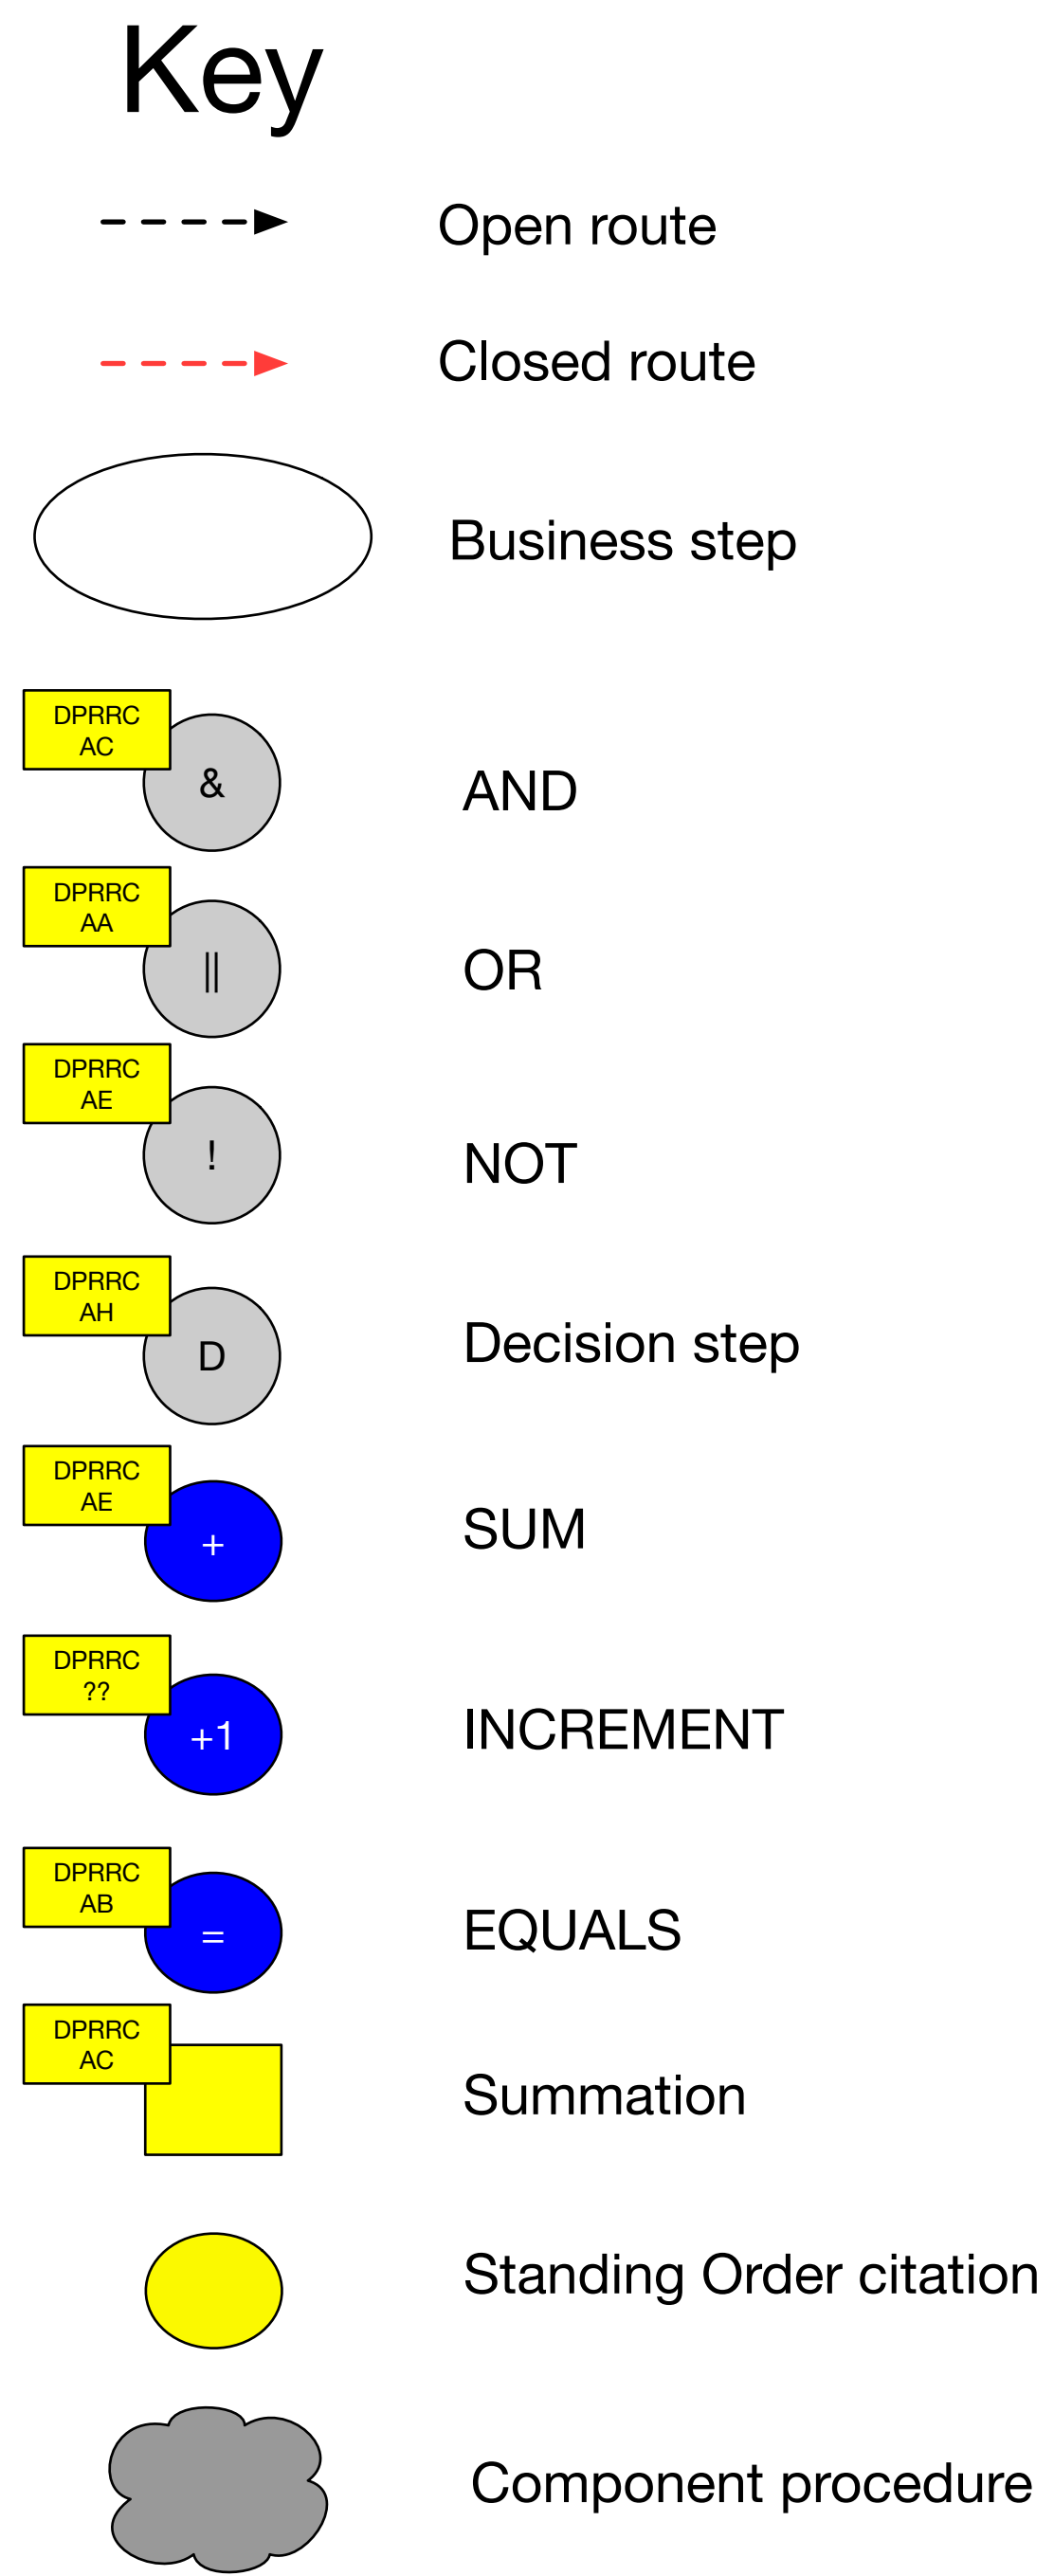 Key
Open route
Closed route
Business step
DPRRC
AC
&
AND
DPRRC
AA
||
OR
DPRRC
AE
!
NOT
DPRRC
AH
D
Decision step
DPRRC
AE
+
SUM
DPRRC
??
+1
INCREMENT
DPRRC
AB
=
EQUALS
DPRRC
AC
Summation
Standing Order citation
Component procedure